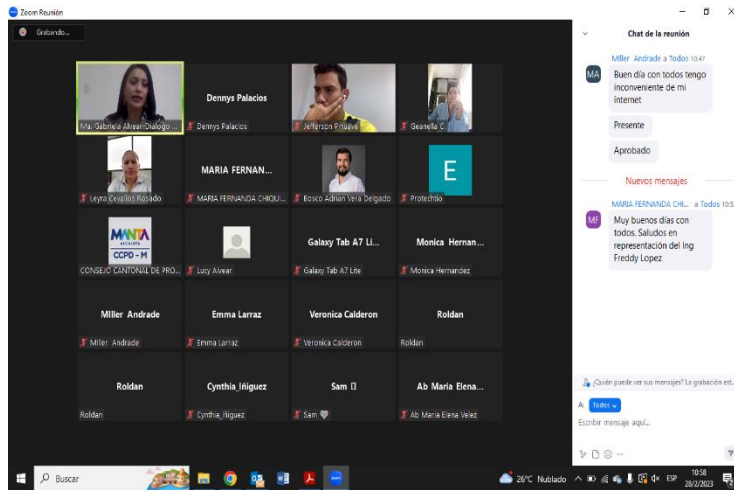 Zoom Reunión
Grabando...
Ma. Gabriela Alvear-Diálogo ...
Dennys Palacios
Dennys Palacios
Jefferson Pihuave
Geanella C.
Leyra Cevallos Rosado
MARIA FERNAN...
MARIA FERNANDA CHIQUI...
Bosco Adrian Vera Delgado
E
Protechtio
MANTA
CCPD - M
CONSEJO CANTONAL DE PRO...
Lucy Alvear
Galaxy Tab A7 Li...
Galaxy Tab A7 Lite
Monica Hernan...
Monica Hernandez
Miller Andrade
Miller Andrade
Emma Larraz
Emma Larraz
Veronica Calderon
Veronica Calderon
Roldan
Roldan
Roldan
Roldan
Cynthia_Iñiguez
Cynthia_Iñiguez
Sam
Sam
Ab Maria Elena...
Ab Maria Elena Velez
Chat de la reunión
Miller Andrade a Todos 10:47
MA
Buen día con todos tengo
inconveniente de mi
internet
Presente
Aprobado
Nuevos mensajes
MARIA FERNANDA CHI... a Todos 10:5
MF
Muy buenos días con
todos. Saludos en
representación del Ing
Freddy Lopez
¿Quién puede ver sus mensajes? La grabación est...
A: Todos
Escribir mensaje aquí...
Buscar
26°C Nublado
ESP
10:58
28/2/2023